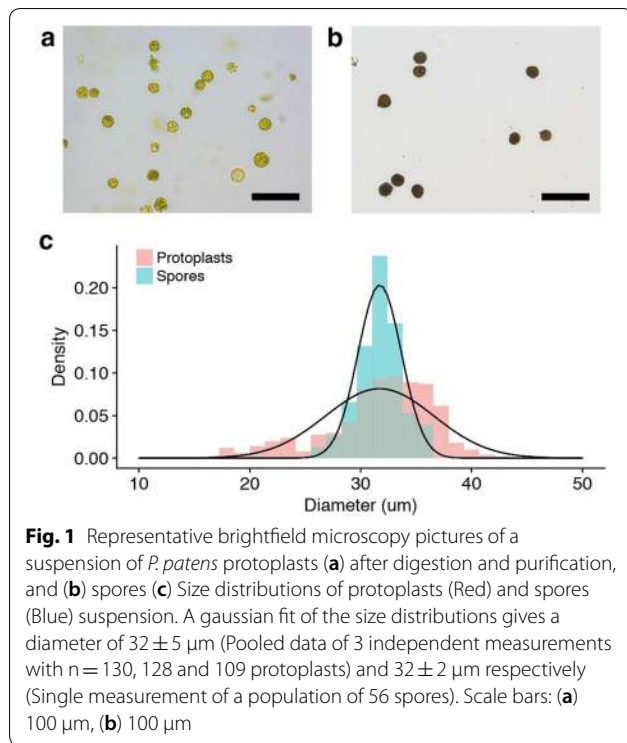 a
b
c
Protoplasts
Spores
0.20
0.15
0.10
0.05
0.00
Density
10 20 30 40 50
Diameter (um)
Fig. 1 Representative brightfield microscopy pictures of a
suspension of P. patens protoplasts (a) after digestion and purification,
and (b) spores (c) Size distributions of protoplasts (Red) and spores
(Blue) suspension. A gaussian fit of the size distributions gives a
diameter of 32 ± 5 μm (Pooled data of 3 independent measurements
with n = 130, 128 and 109 protoplasts) and 32 ± 2 μm respectively
(Single measurement of a population of 56 spores). Scale bars: (a)
100 μm, (b) 100 μm